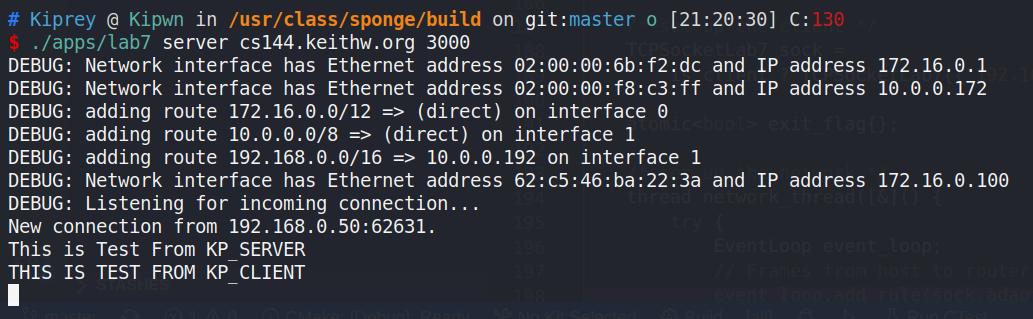 # Kiprey @ Kipwn in /usr/class/sponge/build on git:master o [21:20:30] C:130
$ ./apps/lab7 server cs144.keithw.org 3000
DEBUG: Network interface has Ethernet address 02:00:00:6b:f2:dc and IP address 172.16.0.1
DEBUG: Network interface has Ethernet address 02:00:00:f8:c3:ff and IP address 10.0.0.172
DEBUG: adding route 172.16.0.0/12 => (direct) on interface 0
DEBUG: adding route 10.0.0.0/8 => (direct) on interface 1
DEBUG: adding route 192.168.0.0/16 => 10.0.0.192 on interface 1
DEBUG: Network interface has Ethernet address 62:c5:46:ba:22:3a and IP address 172.16.0.100
DEBUG: Listening for incoming connection...
New connection from 192.168.0.50:62631.
This is Test From KP_SERVER
THIS IS TEST FROM KP_CLIENT